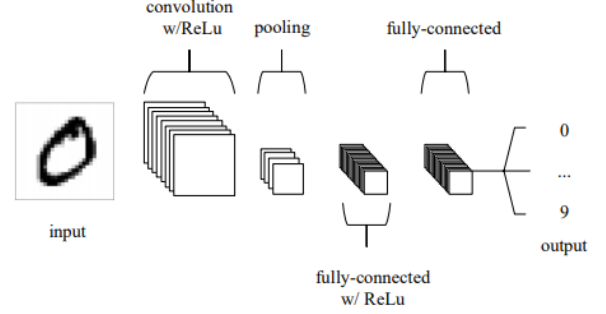 convolution
w/ReLu
pooling
fully-connected
input
fully-connected
w/ ReLu
0
...
9
output